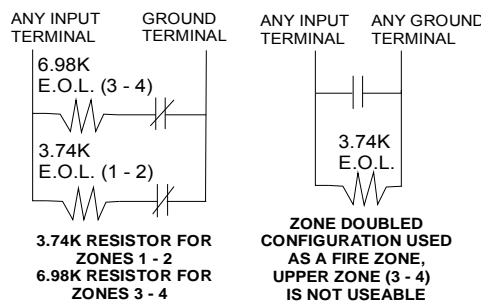 ANY INPUT
TERMINAL
GROUND
TERMINAL
6.98K
E.O.L. (3 - 4)
3.74K
E.O.L. (1 - 2)
3.74K RESISTOR FOR
ZONES 1 - 2
6.98K RESISTOR FOR
ZONES 3 - 4
ANY INPUT
TERMINAL
ANY GROUND
TERMINAL
3.74K
E.O.L.
ZONE DOUBLED
CONFIGURATION USED
AS A FIRE ZONE,
UPPER ZONE (3 - 4)
IS NOT USEABLE